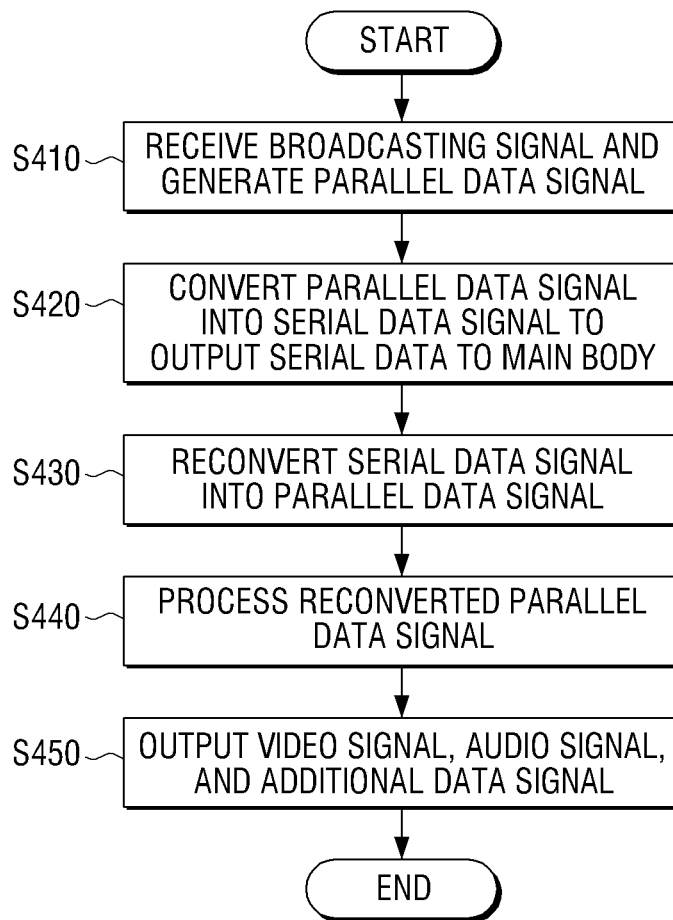 START
S410
RECEIVE BROADCASTING SIGNAL AND
GENERATE PARALLEL DATA SIGNAL
S420
CONVERT PARALLEL DATA SIGNAL
INTO SERIAL DATA SIGNAL TO
OUTPUT SERIAL DATA TO MAIN BODY
S430
RECONVERT SERIAL DATA SIGNAL
INTO PARALLEL DATA SIGNAL
S440
PROCESS RECONVERTED PARALLEL
DATA SIGNAL
S450
OUTPUT VIDEO SIGNAL, AUDIO SIGNAL,
AND ADDITIONAL DATA SIGNAL
END